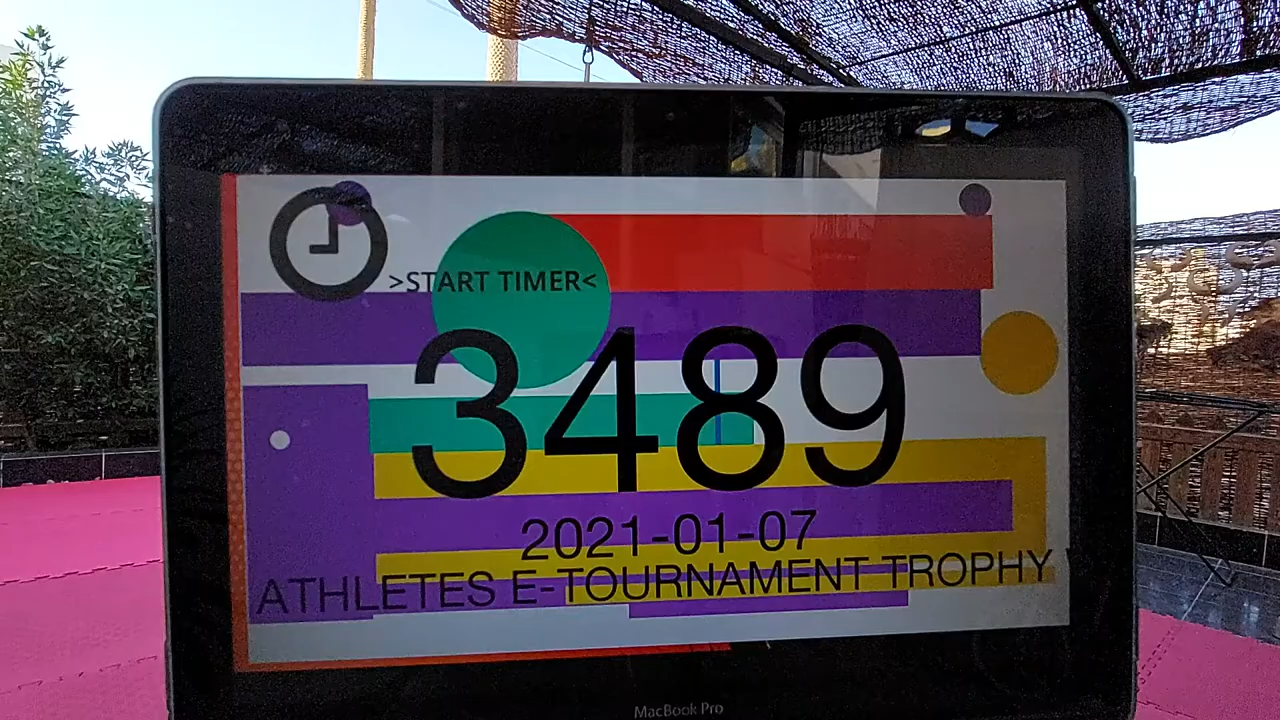 >START TIMER<
3489
2021-01-07
ATHLETES E-TOURNAMENT TROPHY
MacBook Pro